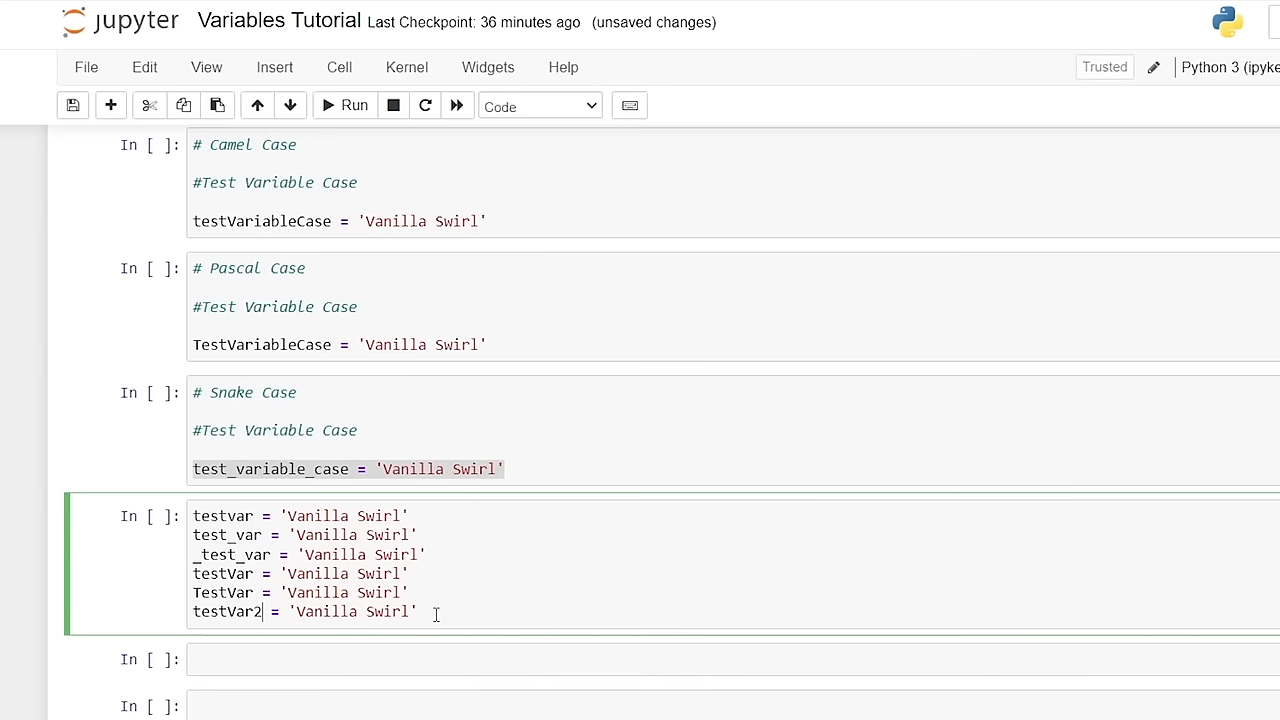 jupyter Variables Tutorial Last Checkpoint: 36 minutes ago (unsaved changes)
File Edit View Insert Cell Kernel Widgets Help Trusted Python 3 (ipyke
Run Code
In [ ]: # Camel Case
#Test Variable Case
testVariableCase = 'Vanilla Swirl'
In [ ]: # Pascal Case
#Test Variable Case
TestVariableCase = 'Vanilla Swirl'
In [ ]: # Snake Case
#Test Variable Case
test_variable_case = 'Vanilla Swirl'
In [ ]: testvar = 'Vanilla Swirl'
test_var = 'Vanilla Swirl'
_test_var = 'Vanilla Swirl'
testVar = 'Vanilla Swirl'
TestVar = 'Vanilla Swirl'
testVar2 = 'Vanilla Swirl'
In [ ]:
In [ ]: